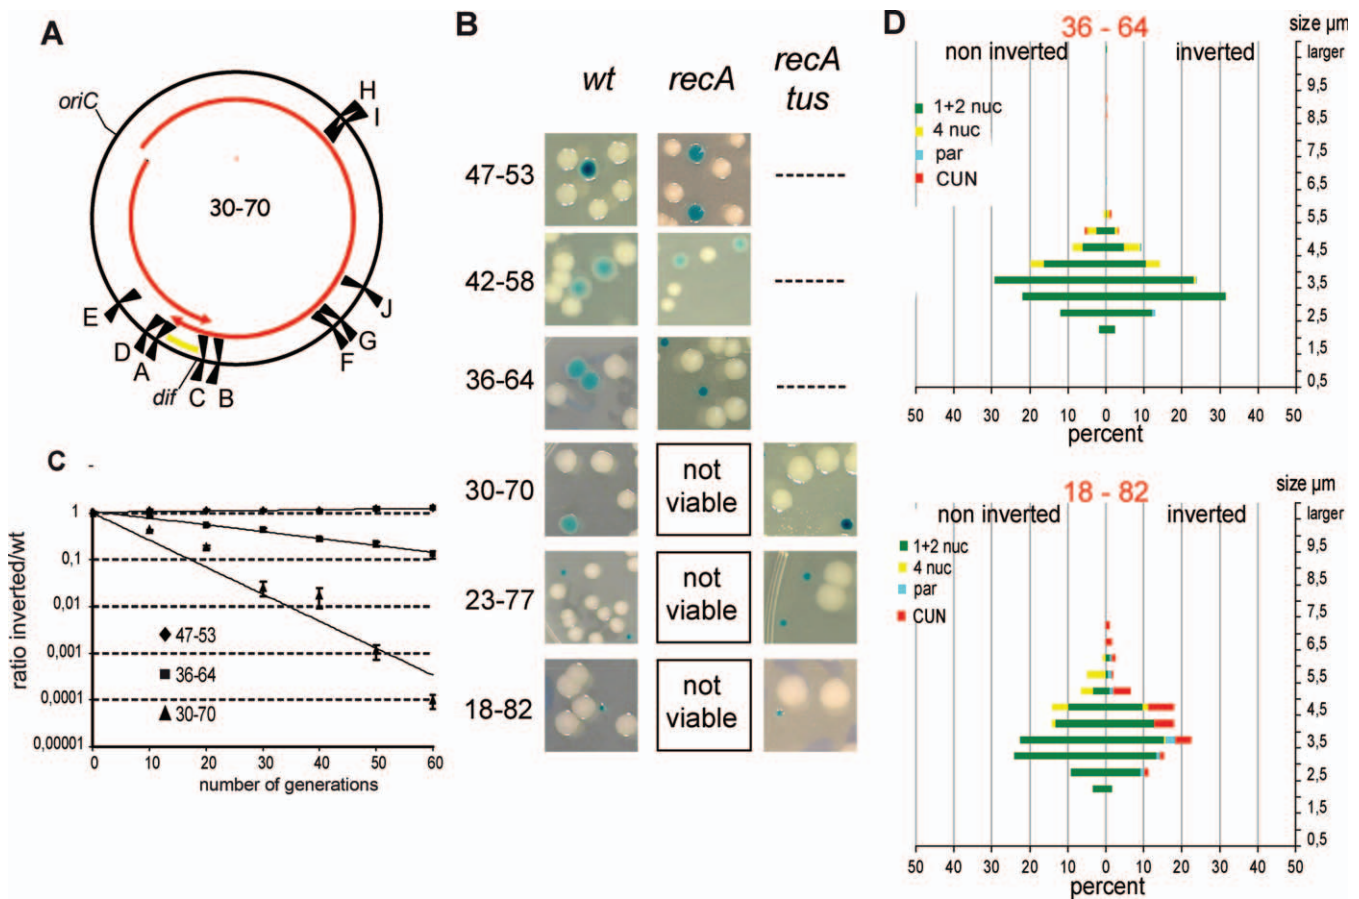 A
oriC
H
I
30-70
J
E
D
A
dif
C
B
F
G
B
wt
recA
recA
tus
47-53
42-58
36-64
30-70
not
viable
23-77
not
viable
18-82
not
viable
C
ratio inverted/wt
1
0,1
0,01
0,001
0,0001
0,00001
47-53
36-64
30-70
0
10
20
30
40
50
60
number of generations
D
36 - 64
size µm
non inverted
inverted
larger
9,5
8,5
7,5
6,5
5,5
4,5
3,5
2,5
1,5
0,5
1+2 nuc
4 nuc
par
CUN
50 40 30 20 10 0 10 20 30 40 50
percent
18 - 82
size µm
non inverted
inverted
larger
9,5
8,5
7,5
6,5
5,5
4,5
3,5
2,5
1,5
0,5
1+2 nuc
4 nuc
par
CUN
50 40 30 20 10 0 10 20 30 40 50
percent